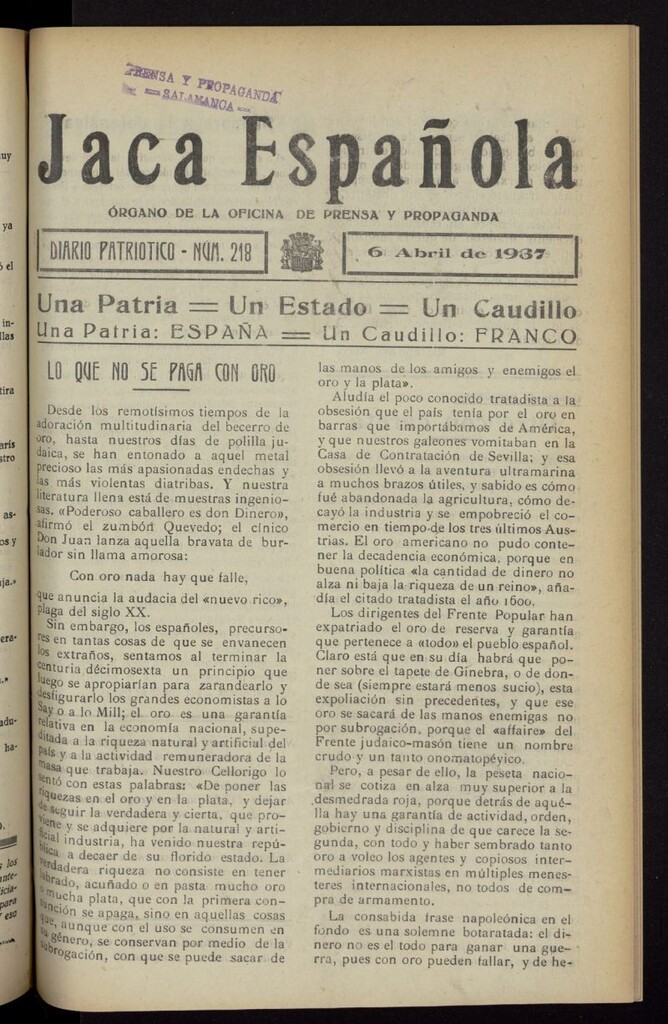 PRENSA Y PROPAGANDA
SALAMANCA
Jaca Española
ÓRGANO DE LA OFICINA DE PRENSA Y PROPAGANDA
DIARIO PATRIOTICO - NÚM. 218
6 Abril de 1937
Una Patria = Un Estado = Un Caudillo
Una Patria: ESPAÑA = Un Caudillo: FRANCO
LO QUE NO SE PAGA CON ORO
Desde los remotísimos tiempos de la
adoración multitudinaria del becerro de
oro, hasta nuestros días de polilla ju-
daica, se han entonado a aquel metal
precioso las más apasionadas endechas y
las más violentas diatribas. Y nuestra
literatura llena está de muestras ingenio-
sas. «Poderoso caballero es don Dinero»,
afirmó el zumbón Quevedo; el cínico
Don Juan lanza aquella bravata de bur-
lador sin llama amorosa:
Con oro nada hay que falle,
que anuncia la audacia del «nuevo rico»,
plaga del siglo XX.
Sin embargo, los españoles, precurso-
res en tantas cosas de que se envanecen
los extraños, sentamos al terminar la
centuria décimosexta un principio que
luego se apropiarían para zarandearlo y
desfigurarlo los grandes economistas a lo
Say o a lo Mill; el oro es una garantía
relativa en la economía nacional, supe-
ditada a la riqueza natural y artificial del
país y a la actividad remuneradora de la
masa que trabaja. Nuestro Cellorigo lo
sentó con estas palabras: «De poner las
riquezas en el oro y en la plata, y dejar
de seguir la verdadera y cierta, que pro-
viene y se adquiere por la natural y arti-
ficial industria, ha venido nuestra repú-
blica a decaer de su florido estado. La
verdadera riqueza no consiste en tener
labrado, acuñado o en pasta mucho oro
o mucha plata, que con la primera con-
sunción se apaga, sino en aquellas cosas
que, aunque con el uso se consumen en
su género, se conservan por medio de la
subrogación, con que se puede sacar de
las manos de los amigos y enemigos el
oro y la plata».
Aludía el poco conocido tratadista a la
obsesión que el país tenía por el oro en
barras que importábamos de América,
y que nuestros galeones vomitaban en la
Casa de Contratación de Sevilla; y esa
obsesión llevó a la aventura ultramarina
a muchos brazos útiles, y sabido es cómo
fué abandonada la agricultura, cómo de-
cayó la industria y se empobreció el co-
mercio en tiempo de los tres últimos Aus-
trias. El oro americano no pudo conte-
ner la decadencia económica, porque en
buena política «la cantidad de dinero no
alza ni baja la riqueza de un reino», aña-
día el citado tratadista el año 1600.
Los dirigentes del Frente Popular han
expatriado el oro de reserva y garantía
que pertenece a «todo» el pueblo español.
Claro está que en su día habrá que po-
ner sobre el tapete de Ginebra, o de don-
de sea (siempre estará menos sucio), esta
expoliación sin precedentes, y que ese
oro se sacará de las manos enemigas no
por subrogación, porque el «affaire» del
Frente judaico-masón tiene un nombre
crudo y un tanto onomatopéyico.
Pero, a pesar de ello, la peseta nacio-
nal se cotiza en alza muy superior a la
desmedrada roja, porque detrás de aqué-
lla hay una garantía de actividad, orden,
gobierno y disciplina de que carece la se-
gunda, con todo y haber sembrado tanto
oro a voleo los agentes y copiosos inter-
mediarios marxistas en múltiples menes-
teres internacionales, no todos de com-
pra de armamento.
La consabida frase napoleónica en el
fondo es una solemne botaratada: el di-
nero no es el todo para ganar una gue-
rra, pues con oro pueden fallar, y de he-